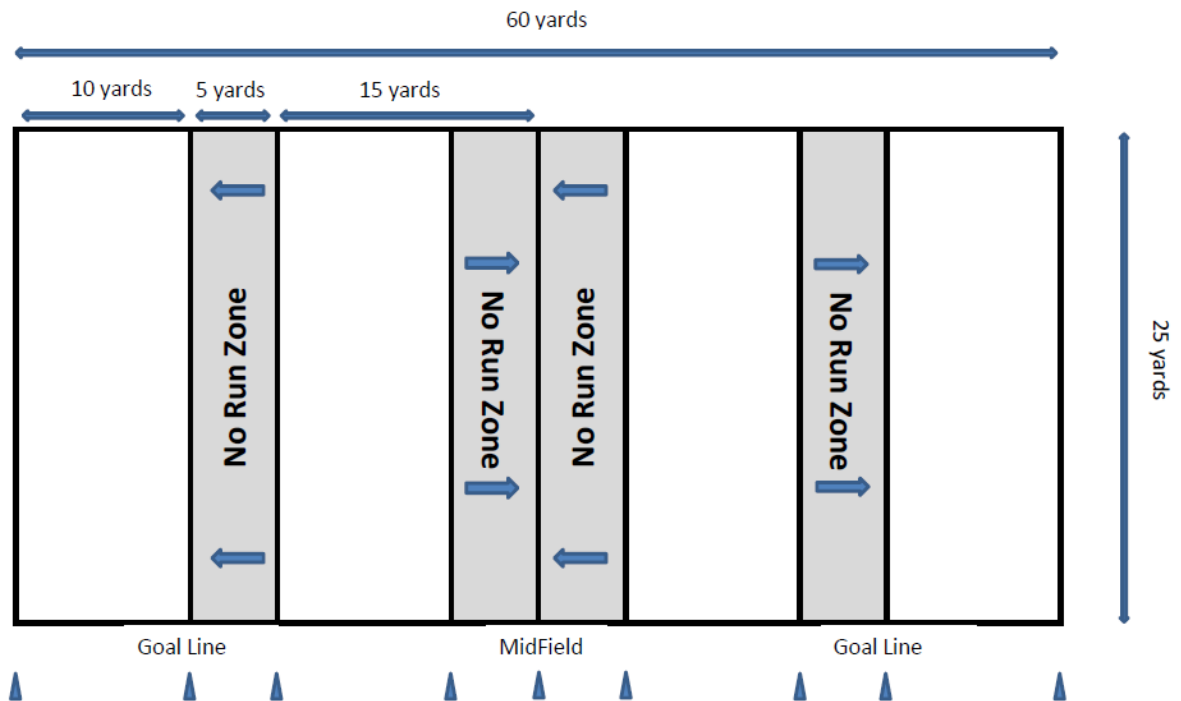 60 yards
10 yards
5 yards
15 yards
No Run Zone
No Run Zone
No Run Zone
No Run Zone
25 yards
Goal Line
MidField
Goal Line